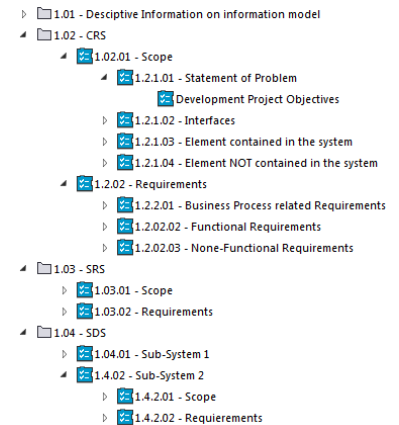 1.01 - Desciptive Information on information model
1.02 - CRS
1.02.01 - Scope
1.2.1.01 - Statement of Problem
Development Project Objectives
1.2.1.02 - Interfaces
1.2.1.03 - Element contained in the system
1.2.1.04 - Element NOT contained in the system
1.2.02 - Requirements
1.2.2.01 - Business Process related Requirements
1.2.02.02 - Functional Requirements
1.2.02.03 - None-Functional Requirements
1.03 - SRS
1.03.01 - Scope
1.03.02 - Requirements
1.04 - SDS
1.04.01 - Sub-System 1
1.4.02 - Sub-System 2
1.4.2.01 - Scope
1.4.2.02 - Requierements